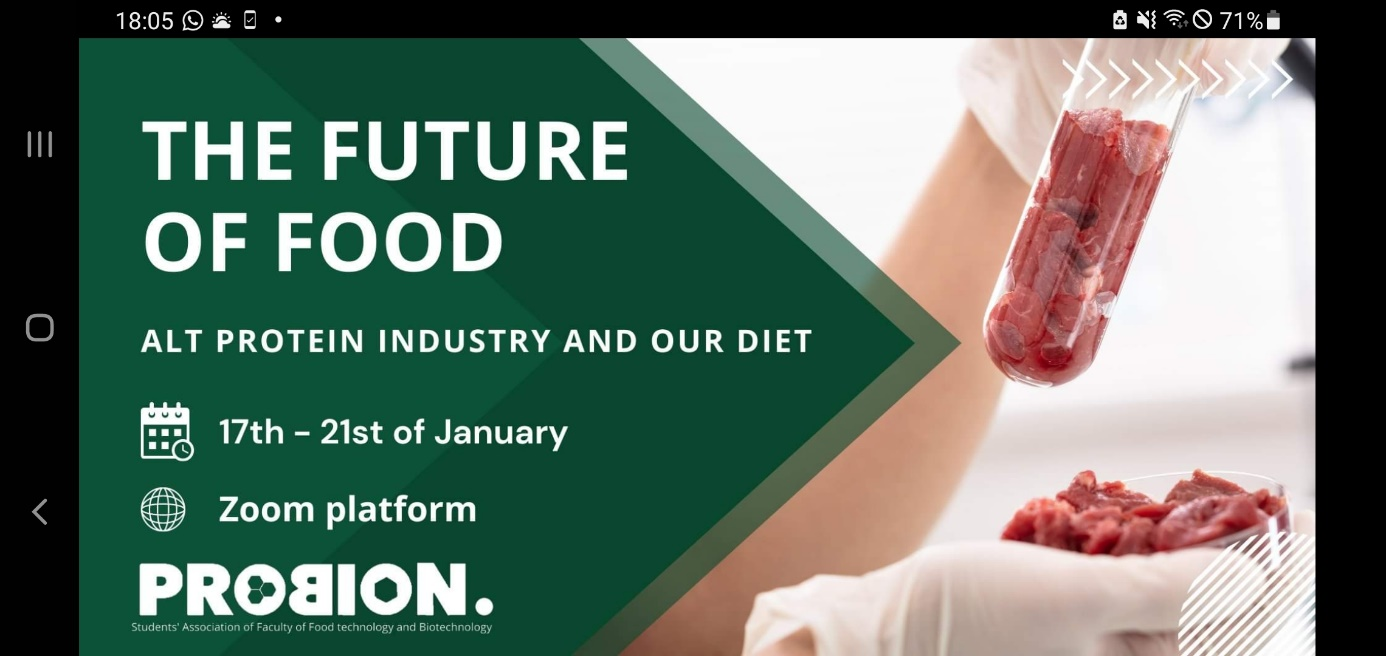 18:05
71%
THE FUTURE
OF FOOD
ALT PROTEIN INDUSTRY AND OUR DIET
17th – 21st of January
Zoom platform
PROBION.
Students' Association of Faculty of Food technology and Biotechnology